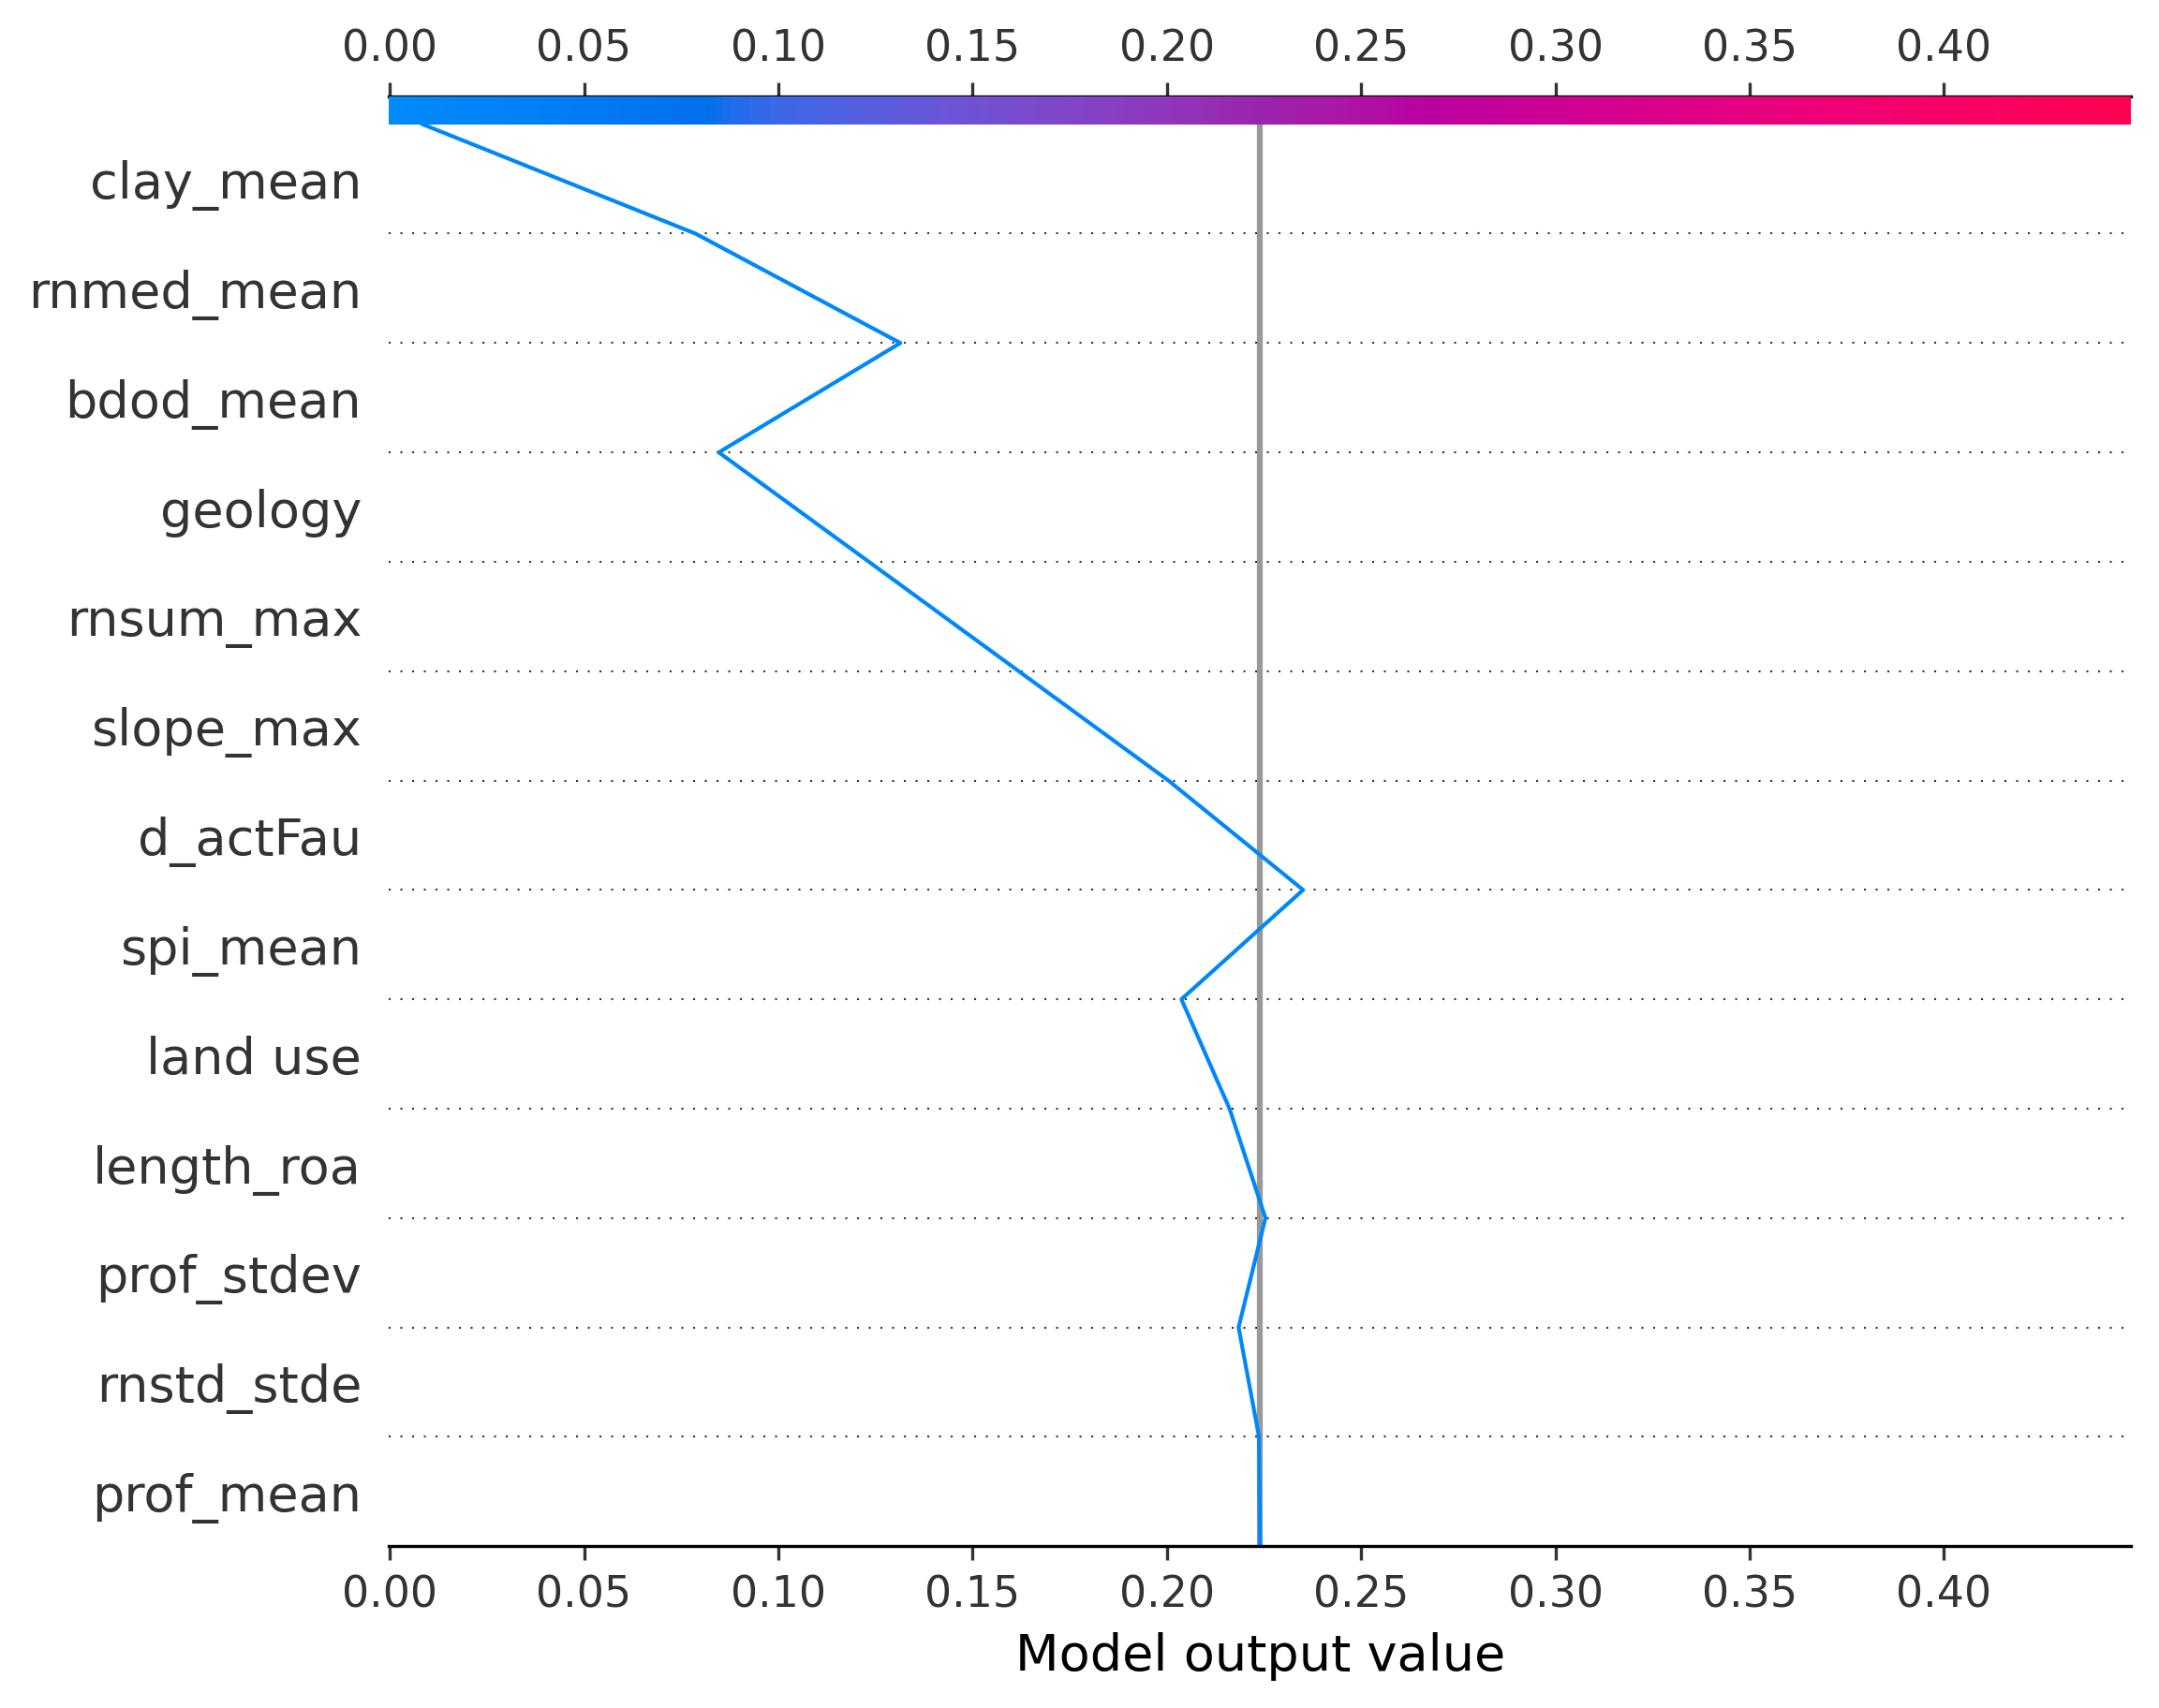 0.00 0.05 0.10 0.15 0.20 0.25 0.30 0.35 0.40
clay_mean
rnmed_mean
bdod_mean
geology
rnsum_max
slope_max
d_actFau
spi_mean
land use
length_roa
prof_stdev
rnstd_stde
prof_mean
0.00 0.05 0.10 0.15 0.20 0.25 0.30 0.35 0.40
Model output value